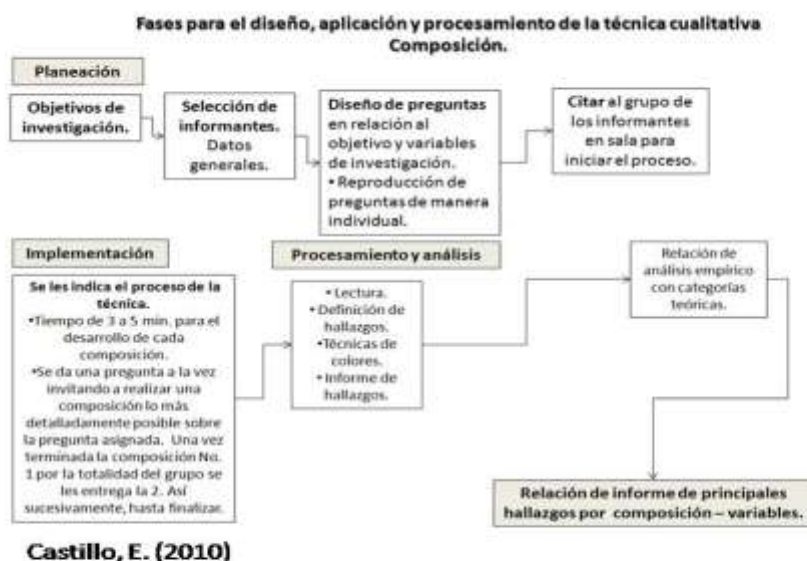 Fases para el diseño, aplicación y procesamiento de la técnica cualitativa
Composición.
Planeación
Objetivos de
investigación.
Selección de
informantes.
Datos
generales.
Diseño de preguntas
en relación al
objetivo y variables
de investigación.
• Reproducción de
preguntas de manera
individual.
Citar al grupo de
los informantes
en sala para
iniciar el proceso.
Implementación
Se les indica el proceso de la
técnica.
•Tiempo de 3 a 5 min. para el
desarrollo de cada
composición.
•Se da una pregunta a la vez
invitando a realizar una
composición lo más
detalladamente posible sobre
la pregunta asignada. Una vez
terminada la composición No.
1 por la totalidad del grupo se
les entrega la 2. Así
sucesivamente, hasta finalizar.
Procesamiento y análisis
• Lectura.
• Definición de
hallazgos.
•Técnicas de
colores.
• Informe de
hallazgos.
Relación de
análisis empírico
con categorías
teóricas.
Relación de informe de principales
hallazgos por composición – variables.
Castillo, E. (2010)